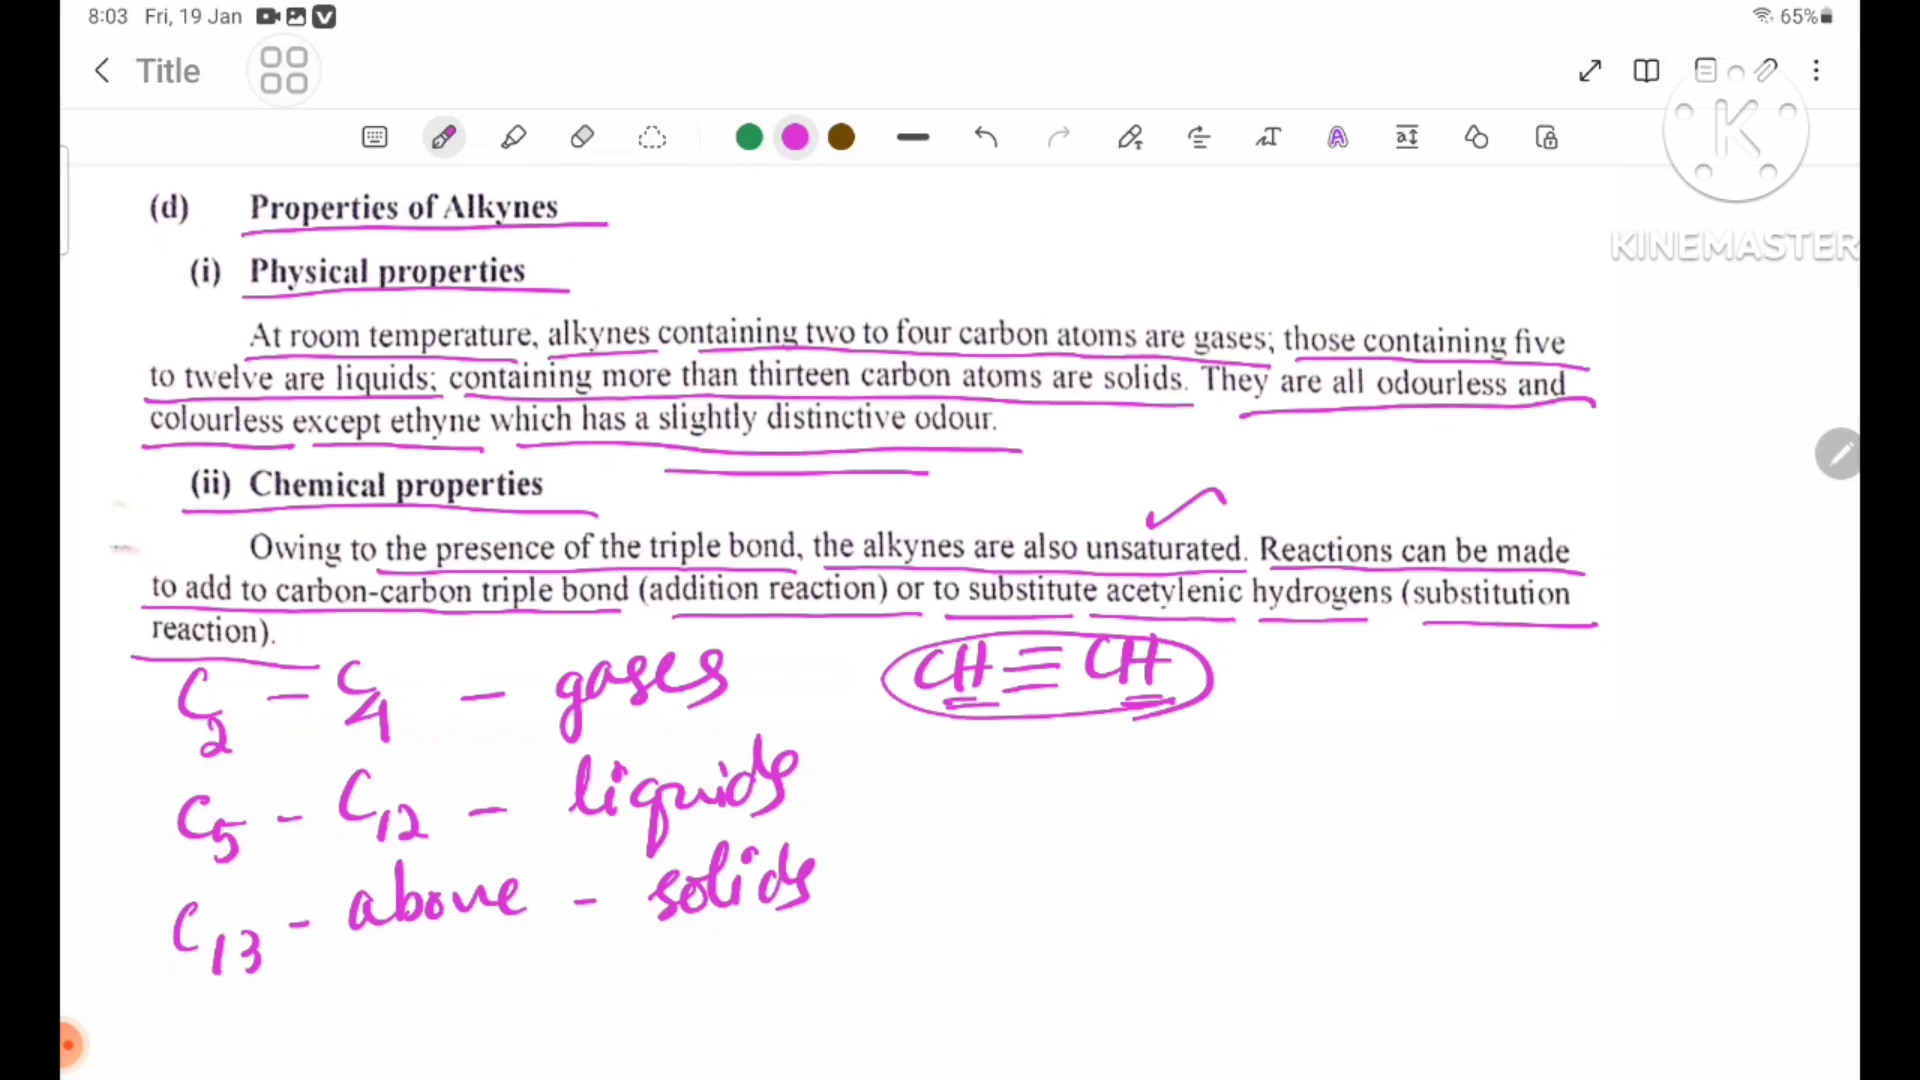 8:03 Fri, 19 Jan
65%
Title
K
KINEMASTER
(d) Properties of Alkynes
(i) Physical properties
At room temperature, alkynes containing two to four carbon atoms are gases; those containing five
to twelve are liquids; containing more than thirteen carbon atoms are solids. They are all odourless and
colourless except ethyne which has a slightly distinctive odour.
(ii) Chemical properties
Owing to the presence of the triple bond, the alkynes are also unsaturated. Reactions can be made
to add to carbon-carbon triple bond (addition reaction) or to substitute acetylenic hydrogens (substitution
reaction).
CH ≡ CH
C₂ – C₄ – gases
C₅ – C₁₂ – liquids
C₁₃ – above – solids